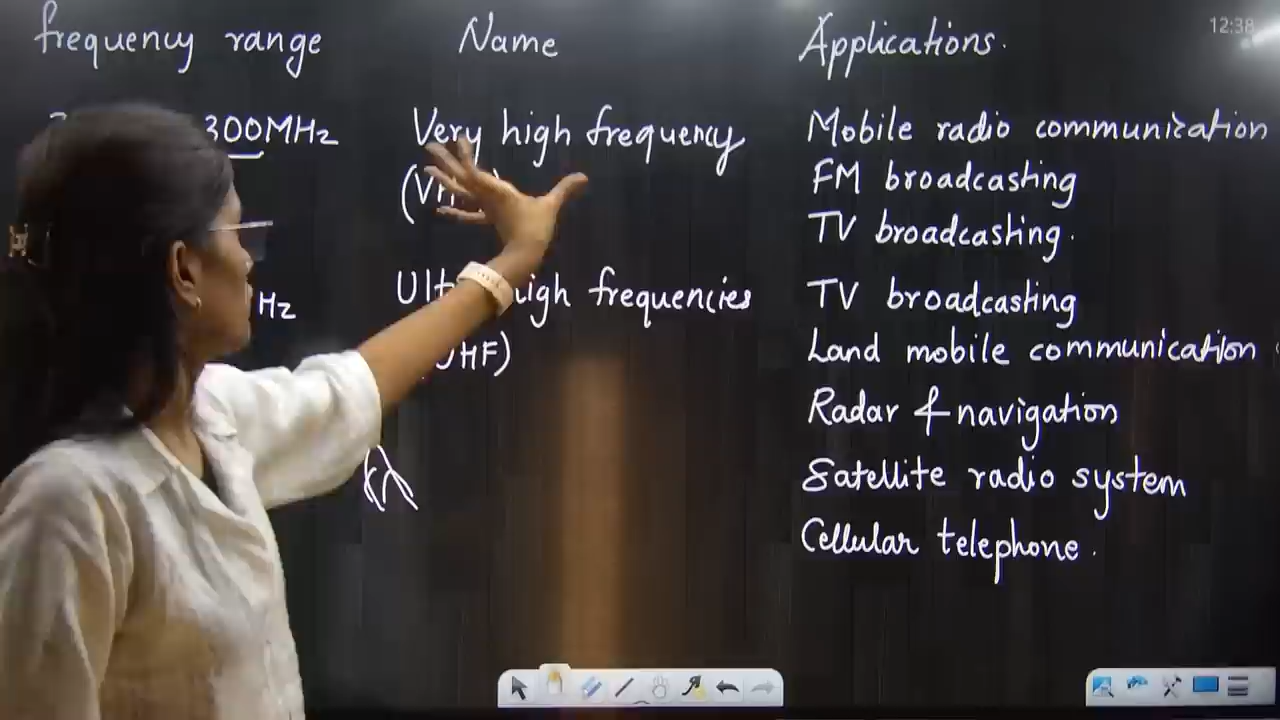 frequency range Name Applications.
12:38
300MHz Very high frequency Mobile radio communication
FM broadcasting
TV broadcasting.
Hz high frequencies TV broadcasting
Land mobile communication
Radar & navigation
Satellite radio system
Cellular telephone.